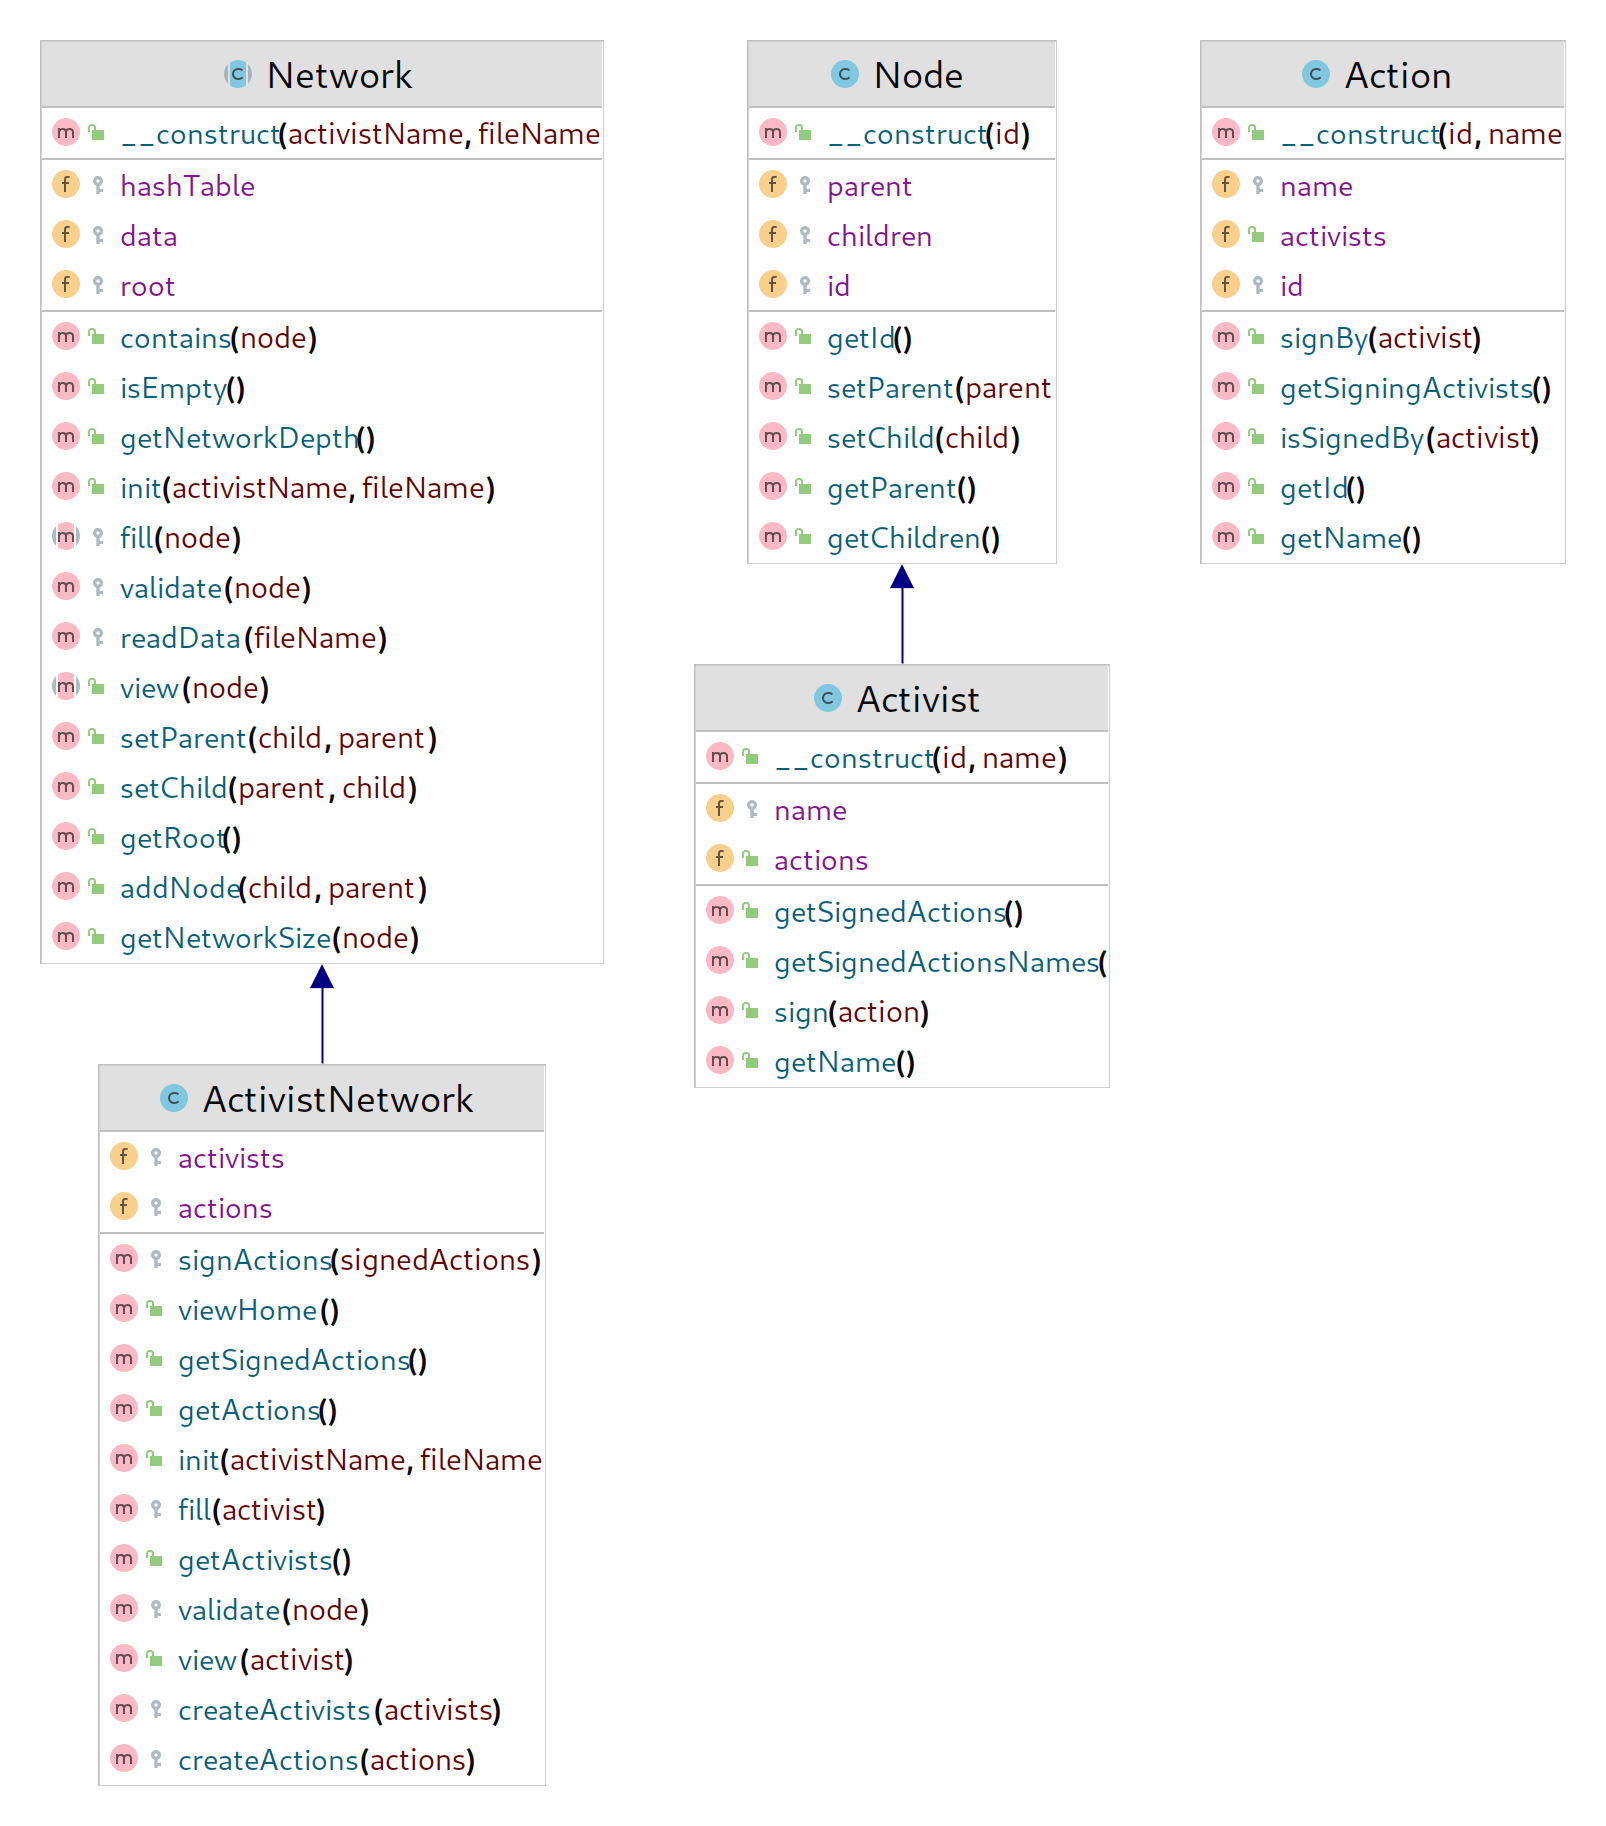 Network
__construct(activistName, fileName
hashTable
data
root
contains(node)
isEmpty()
getNetworkDepth()
init(activistName, fileName)
fill(node)
validate(node)
readData(fileName)
view(node)
setParent(child, parent)
setChild(parent, child)
getRoot()
addNode(child, parent)
getNetworkSize(node)
Node
__construct(id)
parent
children
id
getId()
setParent(parent
setChild(child)
getParent()
getChildren()
Action
__construct(id, name
name
activists
id
signBy(activist)
getSigningActivists()
isSignedBy(activist)
getId()
getName()
Activist
__construct(id, name)
name
actions
getSignedActions()
getSignedActionsNames(
sign(action)
getName()
ActivistNetwork
activists
actions
signActions(signedActions)
viewHome()
getSignedActions()
getActions()
init(activistName, fileName
fill(activist)
getActivists()
validate(node)
view(activist)
createActivists(activists)
createActions(actions)